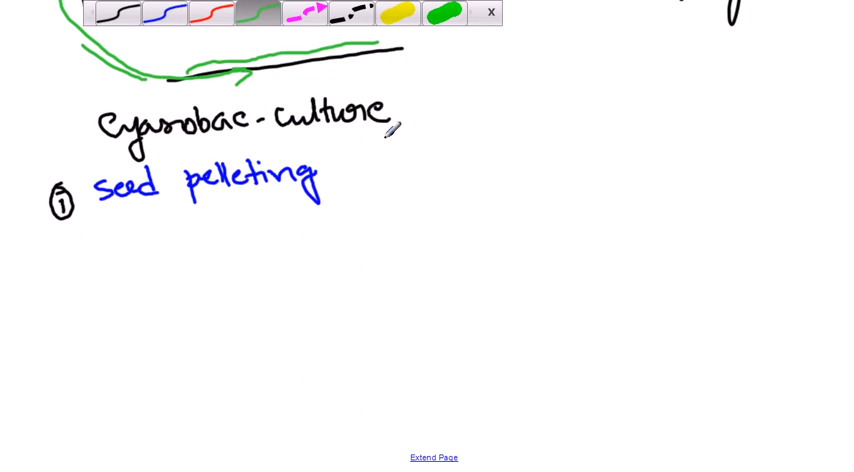 Cyanobac-culture
① seed pelleting
x
Extend Page